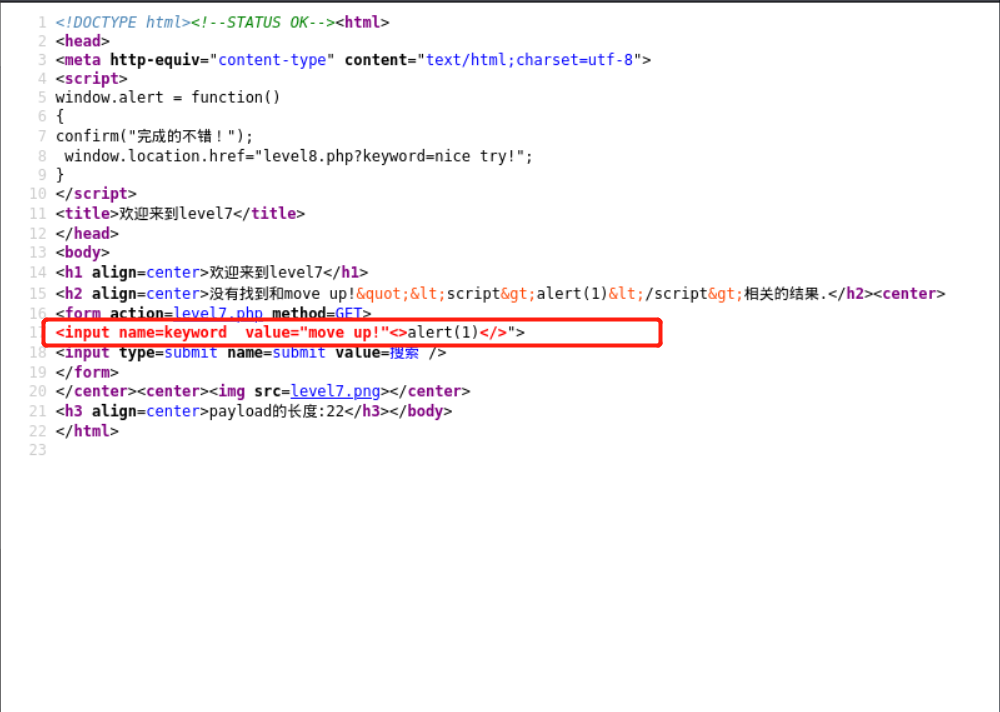 1 <!DOCTYPE html><!--STATUS OK--><html>
2 <head>
3 <meta http-equiv="content-type" content="text/html;charset=utf-8">
4 <script>
5 window.alert = function()
6 {
7 confirm("完成的不错！");
8  window.location.href="level8.php?keyword=nice try!";
9 }
10 </script>
11 <title>欢迎来到level7</title>
12 </head>
13 <body>
14 <h1 align=center>欢迎来到level7</h1>
15 <h2 align=center>没有找到和move up!&quot;&lt;script&gt;alert(1)&lt;/script&gt;相关的结果.</h2><center>
16 <form action=level7.php method=GET>
17 <input name=keyword  value="move up!"<>alert(1)</>">
18 <input type=submit name=submit value=搜索 />
19 </form>
20 </center><center><img src=level7.png></center>
21 <h3 align=center>payload的长度:22</h3></body>
22 </html>
23